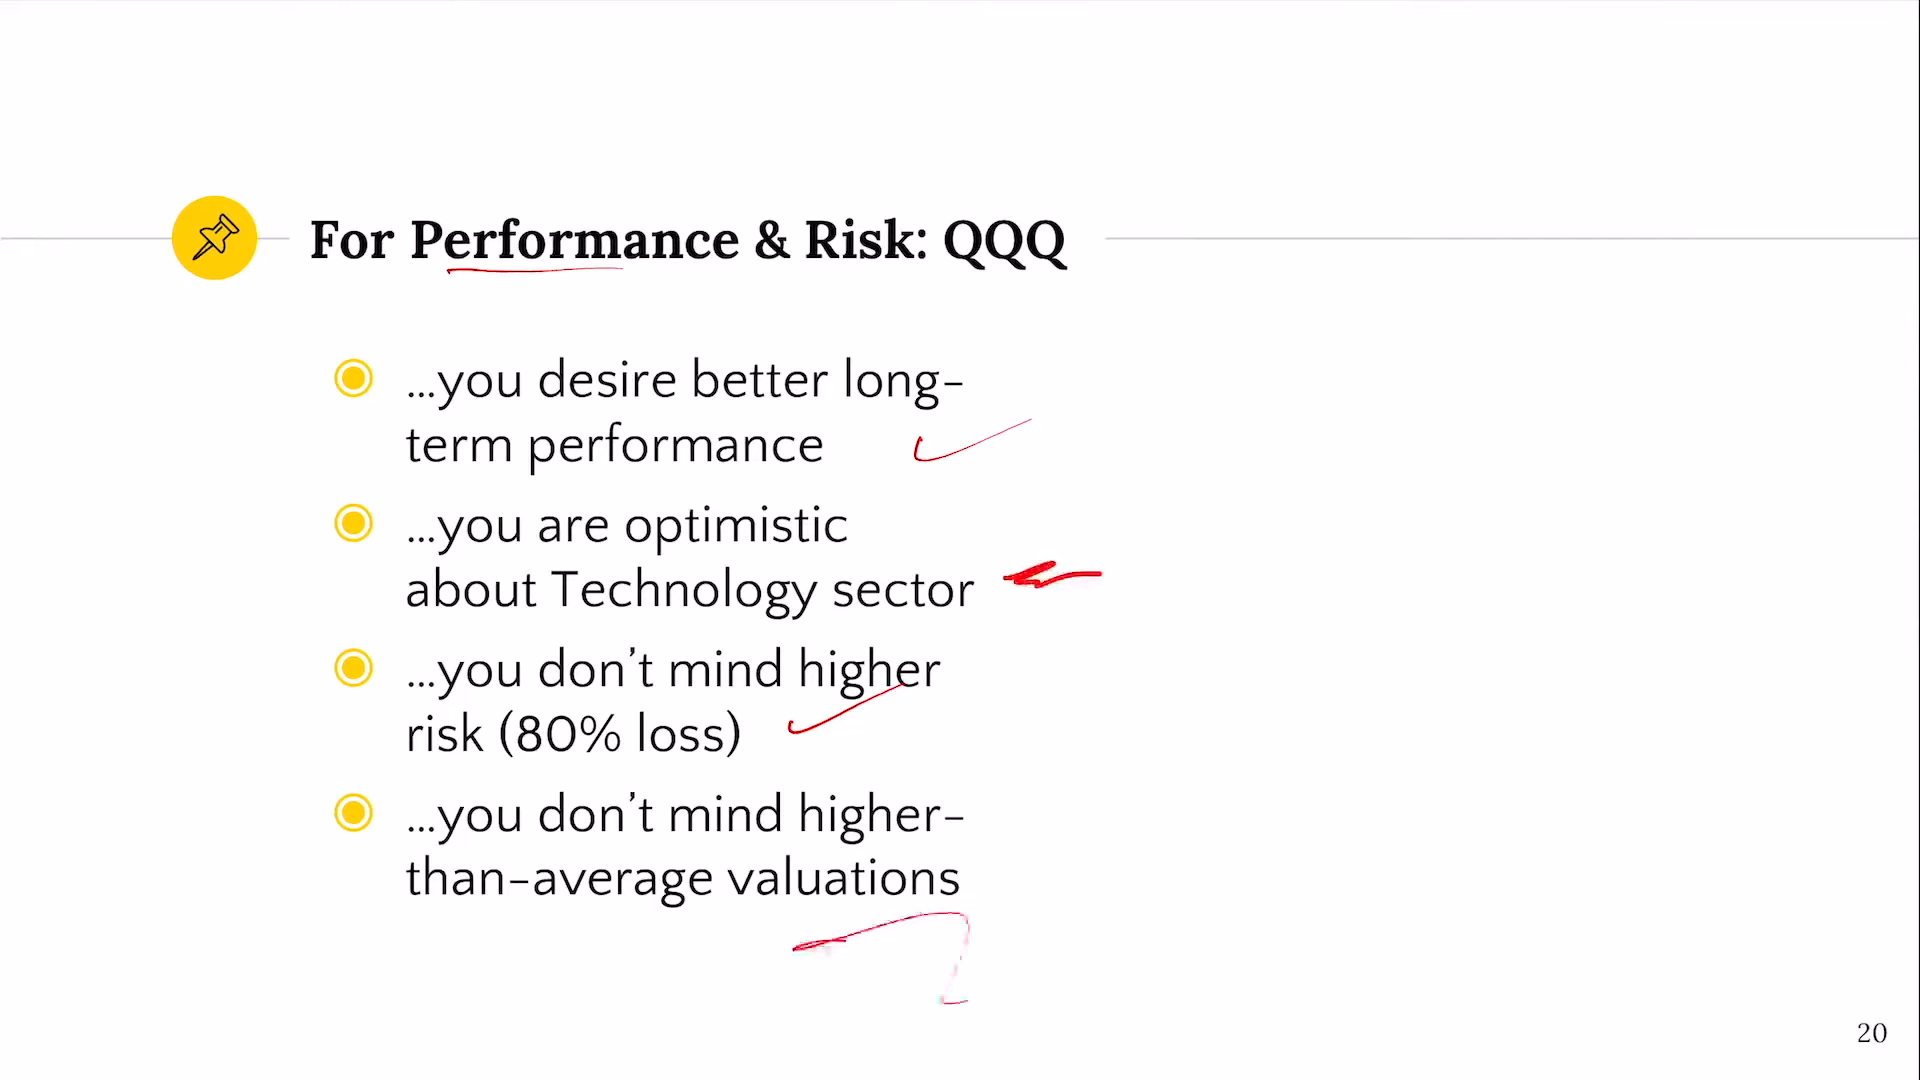 For Performance & Risk: QQQ
...you desire better long-
term performance
...you are optimistic
about Technology sector
...you don’t mind higher
risk (80% loss)
...you don’t mind higher-
than-average valuations
20